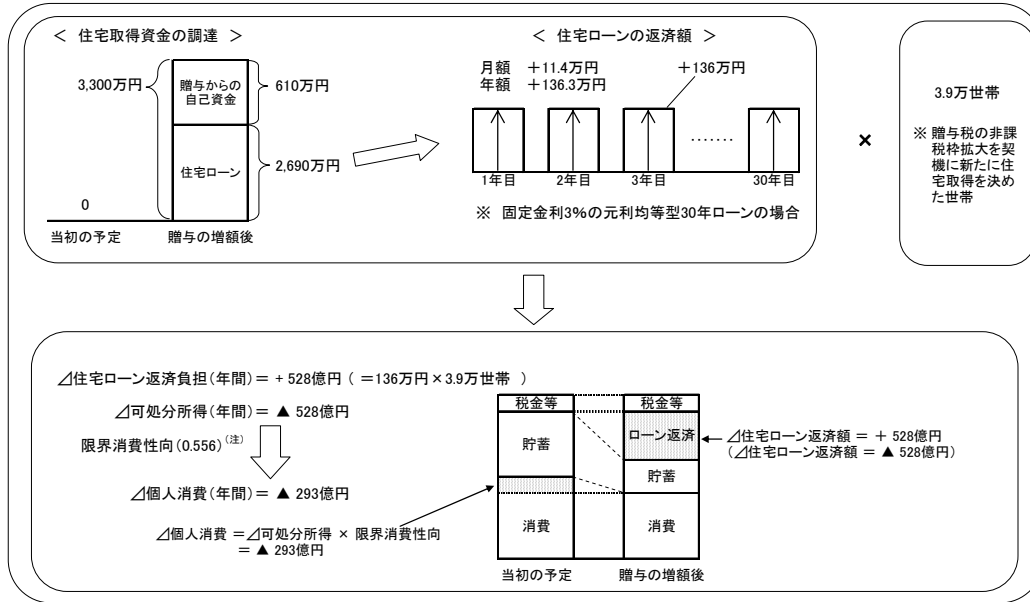 ＜ 住宅取得資金の調達 ＞
3,300万円
贈与からの
自己資金
610万円
住宅ローン
2,690万円
0
当初の予定
贈与の増額後
＜ 住宅ローンの返済額 ＞
月額 +11.4万円
年額 +136.3万円
+136万円
‥‥‥‥
1年目
2年目
3年目
30年目
※ 固定金利3%の元利均等型30年ローンの場合
×
3.9万世帯
※ 贈与税の非課
税枠拡大を契
機に新たに住
宅取得を決め
た世帯
⊿住宅ローン返済負担(年間)= + 528億円 ( =136万円×3.9万世帯 )
⊿可処分所得(年間)= ▲ 528億円
限界消費性向(0.556)(注)
⊿個人消費(年間)= ▲ 293億円
⊿個人消費 =⊿可処分所得 × 限界消費性向
= ▲ 293億円
税金等
貯蓄
消費
当初の予定
税金等
ローン返済
貯蓄
消費
贈与の増額後
⊿住宅ローン返済額 = + 528億円
(⊿住宅ローン返済額 = ▲ 528億円)